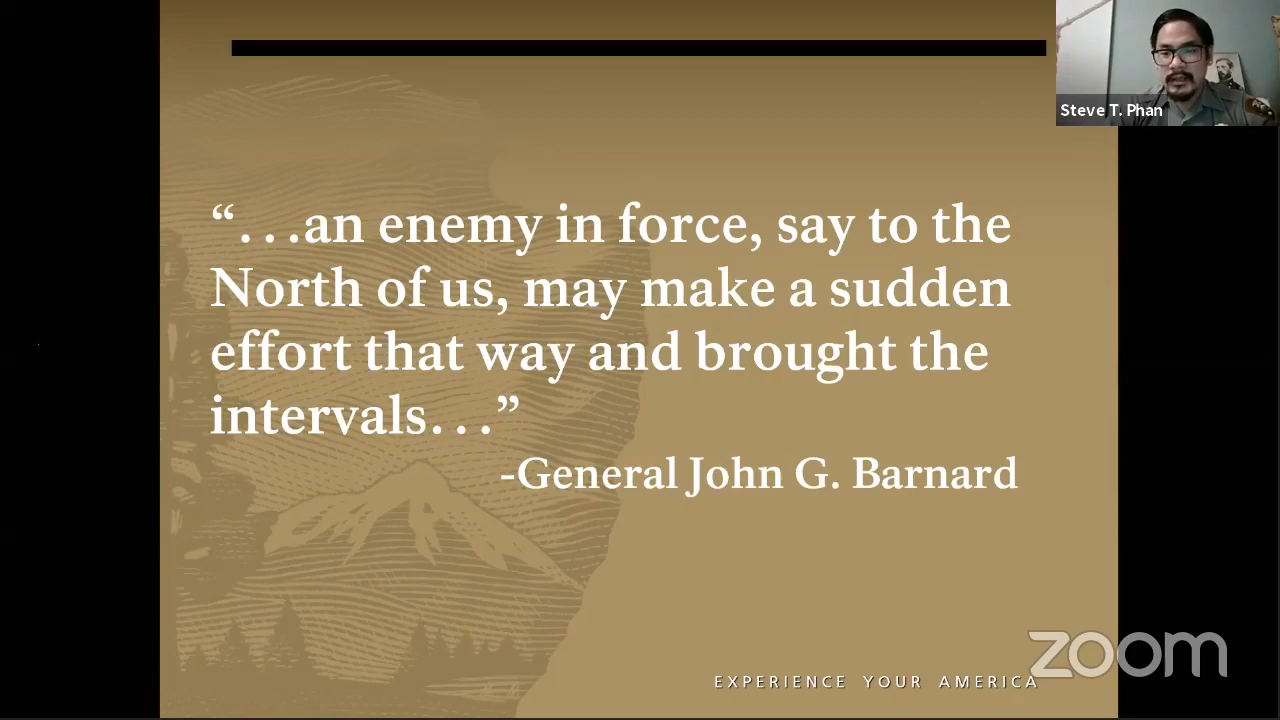 Steve T. Phan
“. . .an enemy in force, say to the
North of us, may make a sudden
effort that way and brought the
intervals. . .”
-General John G. Barnard
EXPERIENCE YOUR AMERICA
zoom